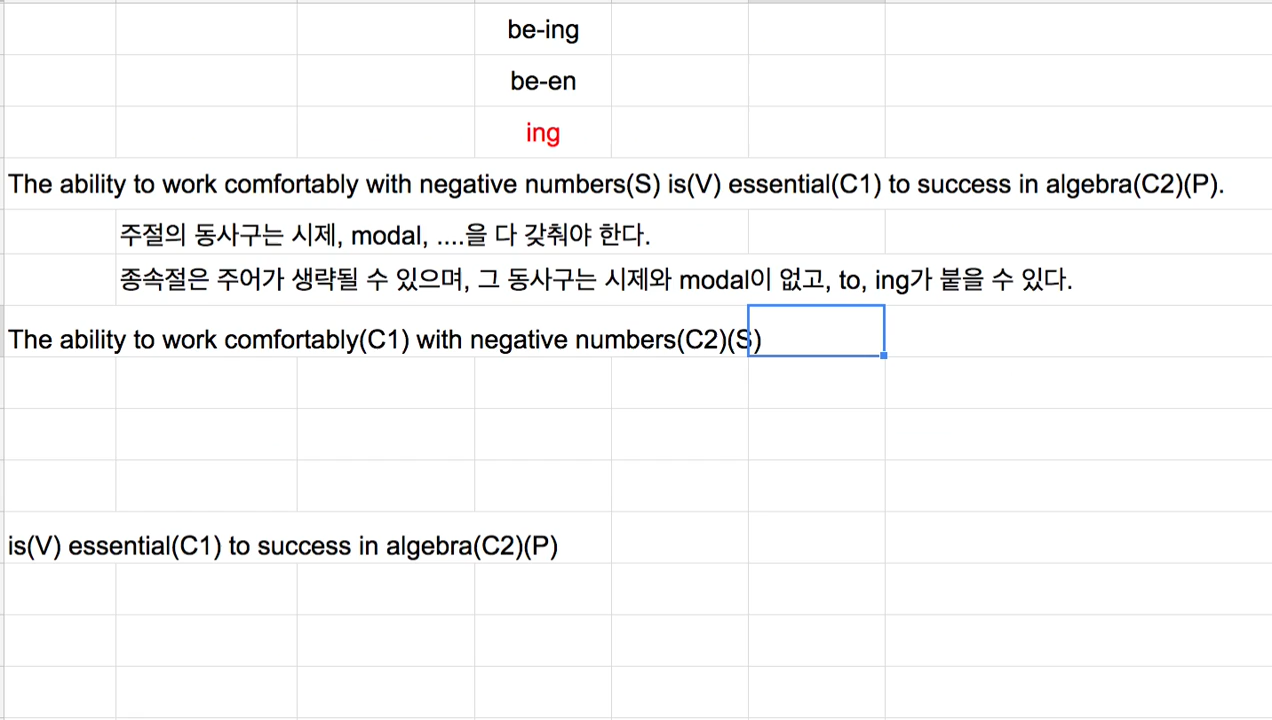 be-ing
be-en
ing
The ability to work comfortably with negative numbers(S) is(V) essential(C1) to success in algebra(C2)(P).
주절의 동사구는 시제, modal, ....을 다 갖춰야 한다.
종속절은 주어가 생략될 수 있으며, 그 동사구는 시제와 modal이 없고, to, ing가 붙을 수 있다.
The ability to work comfortably(C1) with negative numbers(C2)(S)
is(V) essential(C1) to success in algebra(C2)(P)